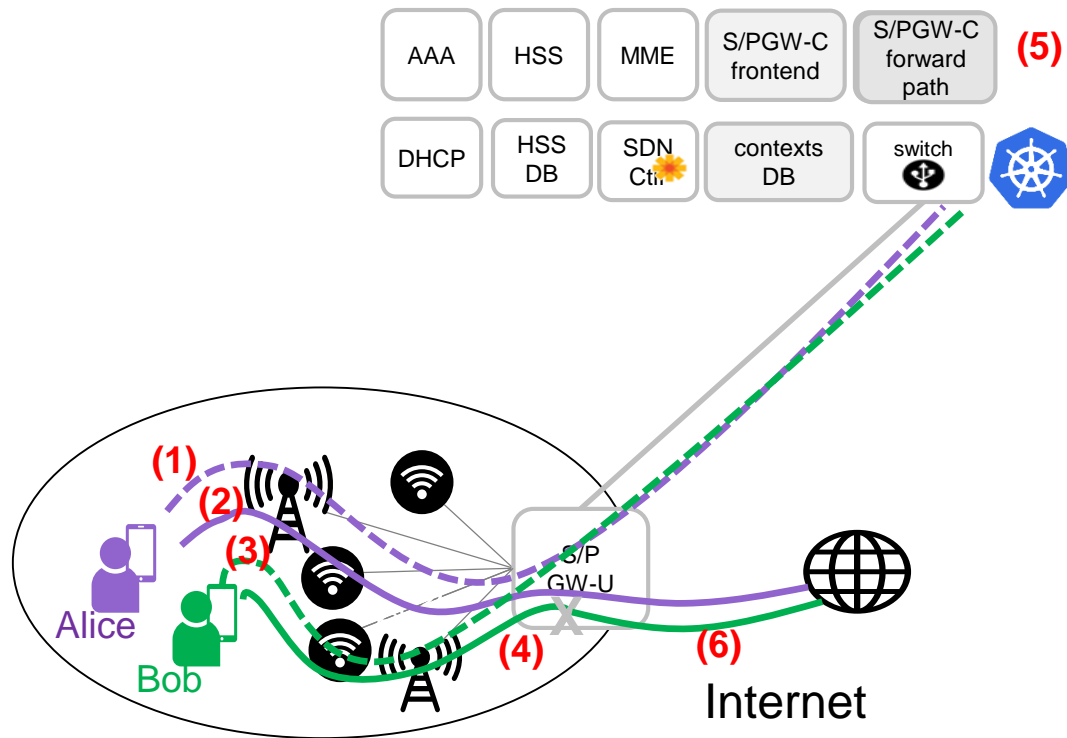 AAA
HSS
MME
S/PGW-C
frontend
S/PGW-C
forward
path
(5)
DHCP
HSS
DB
SDN
Ctrl
contexts
DB
switch
(1)
(2)
(3)
Alice
Bob
S/P
GW-U
X
(4)
(6)
Internet